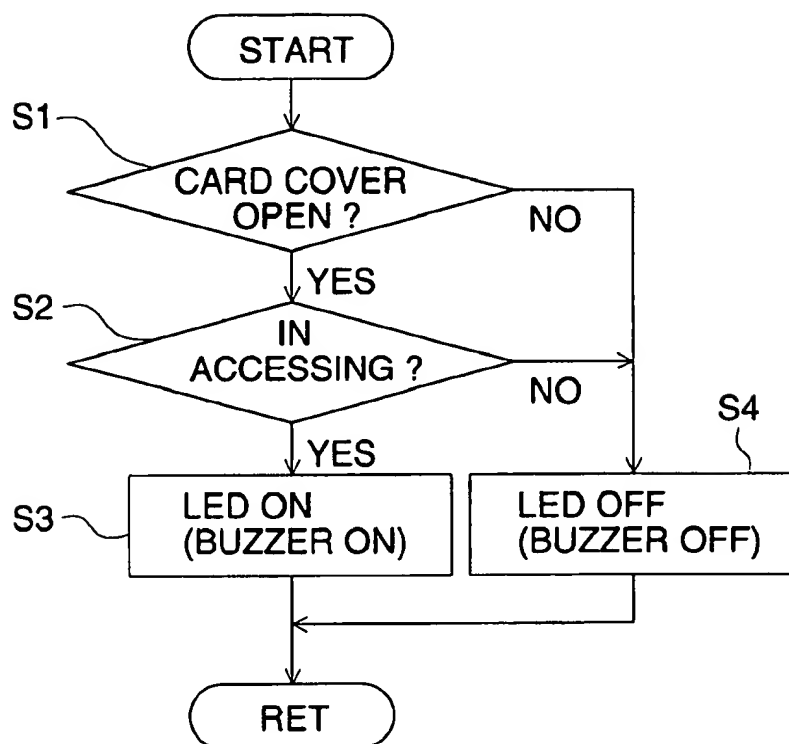 START
S1
CARD COVER
OPEN ?
NO
YES
S2
IN
ACCESSING ?
NO
YES
S4
S3
LED ON
(BUZZER ON)
LED OFF
(BUZZER OFF)
RET